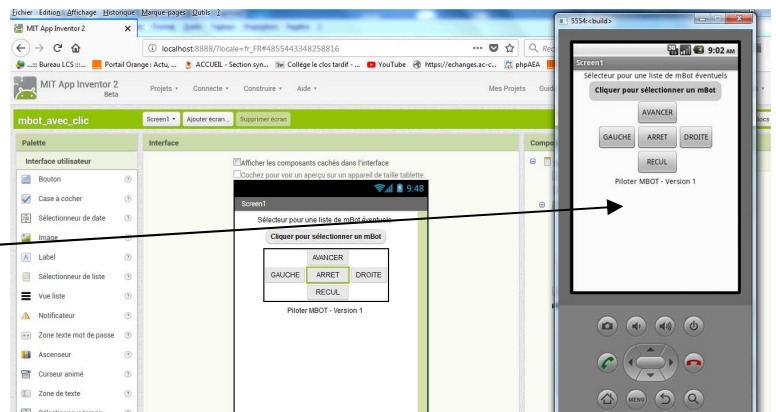 Fichier Edition Affichage Historique Marque-pages Outils
MIT App Inventor 2
localhost:8888/?locale=fr_FR#4855443348258816
Bureau LCS Portail Orange : Actu, ... ACCUEIL - Section syn... Collège le clos tardif - ... YouTube https://echanges.ac-c... phpAEA
MIT App Inventor 2
Beta
Projets Connecte Construire Aide Mes Projets
mbot_avec_clic Screen1 Ajouter écran... Supprimer écran
Palette
Interface utilisateur
Bouton
Case à cocher
Sélectionneur de date
Image
Label
Sélectionneur de liste
Vue liste
Notificateur
Zone texte mot de passe
Ascenseur
Curseur animé
Zone de texte
Interface
Afficher les composants cachés dans l'interface
Cochez pour voir un aperçu sur un appareil de taille tablette.
9:48
Screen1
Sélecteur pour une liste de mBot éventuels
Cliquer pour sélectionner un mBot
AVANCER
GAUCHE ARRET DROITE
RECUL
Piloter MBOT - Version 1
5554:<build>
9:02 AM
Screen1
Sélecteur pour une liste de mBot éventuels
Cliquer pour sélectionner un mBot
AVANCER
GAUCHE ARRET DROITE
RECUL
Piloter MBOT - Version 1
MENU